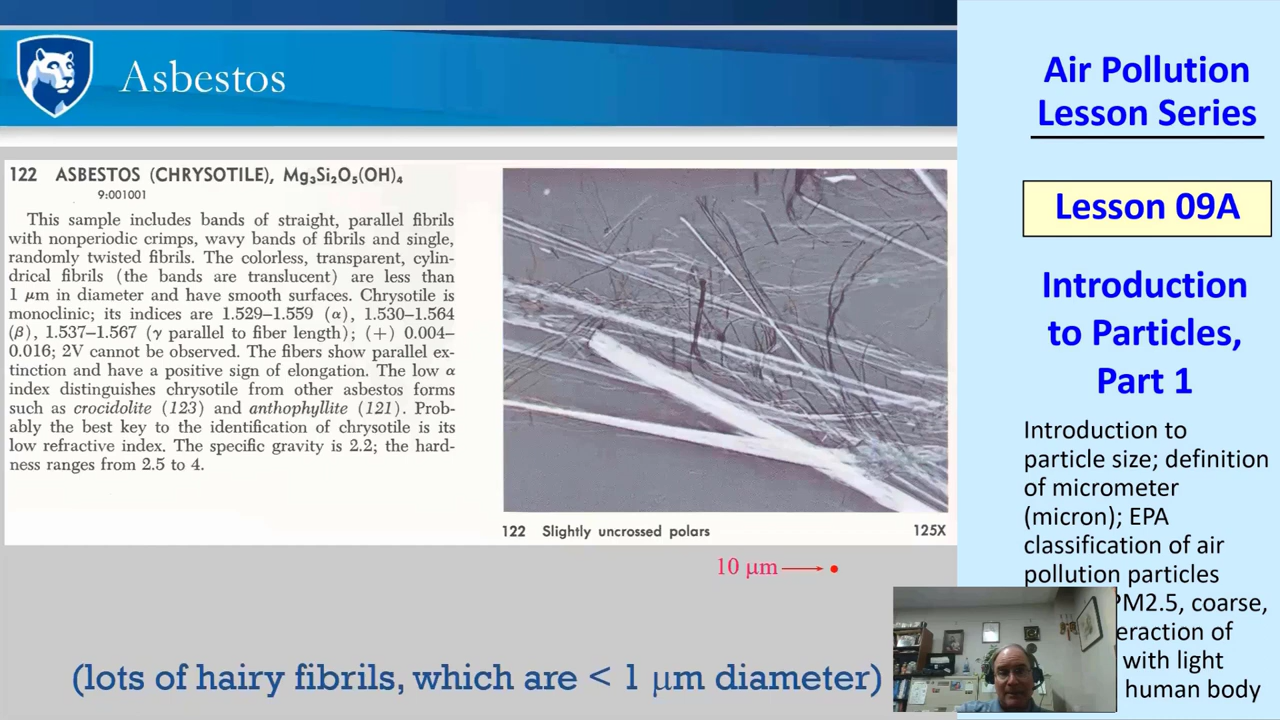 Asbestos
122 ASBESTOS (CHRYSOTILE), Mg₃Si₂O₅(OH)₄
9:001001
This sample includes bands of straight, parallel fibrils
with nonperiodic crimps, wavy bands of fibrils and single,
randomly twisted fibrils. The colorless, transparent, cylin-
drical fibrils (the bands are translucent) are less than
1 μm in diameter and have smooth surfaces. Chrysotile is
monoclinic; its indices are 1.529–1.559 (α), 1.530–1.564
(β), 1.537–1.567 (γ parallel to fiber length); (+) 0.004–
0.016; 2V cannot be observed. The fibers show parallel ex-
tinction and have a positive sign of elongation. The low α
index distinguishes chrysotile from other asbestos forms
such as crocidolite (123) and anthophyllite (121). Prob-
ably the best key to the identification of chrysotile is its
low refractive index. The specific gravity is 2.2; the hard-
ness ranges from 2.5 to 4.
122 Slightly uncrossed polars 125X
10 μm
(lots of hairy fibrils, which are < 1 μm diameter)
Air Pollution
Lesson Series
Lesson 09A
Introduction
to Particles,
Part 1
Introduction to
particle size; definition
of micrometer
(micron); EPA
classification of air
pollution particles
PM2.5, coarse,
eraction of
with light
human body